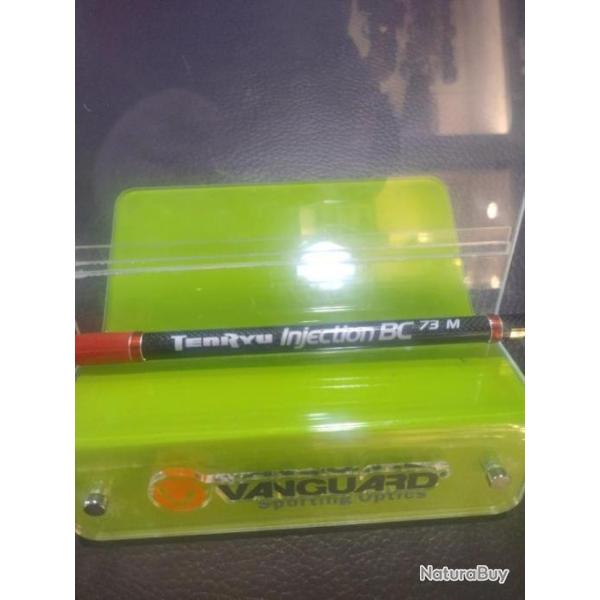 TenRyu Injection BC 73 M
VANGUARD
Sporting Optics
NaturaBuy